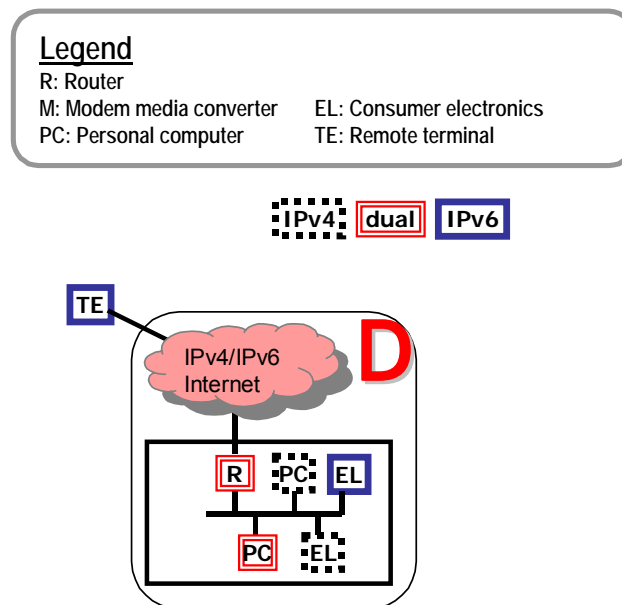 Legend
R: Router
M: Modem media converter EL: Consumer electronics
PC: Personal computer TE: Remote terminal
IPv4 dual IPv6
TE
D
IPv4/IPv6
Internet
R PC EL
PC EL